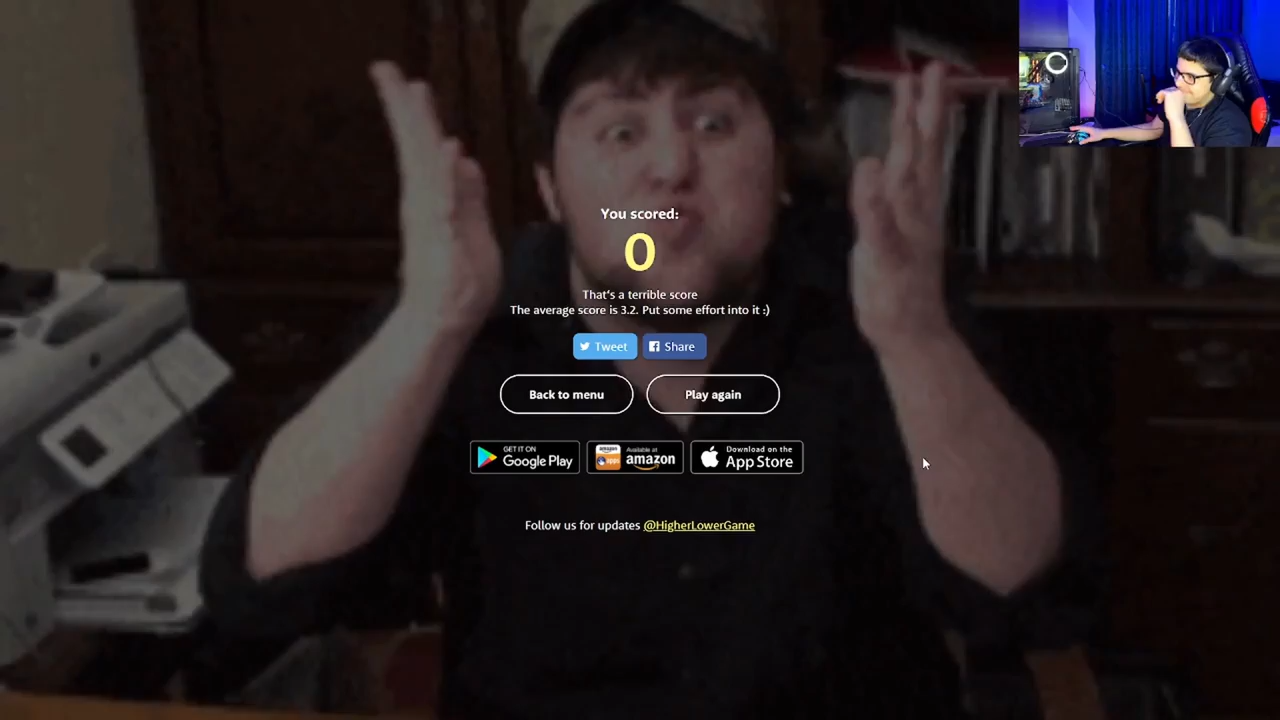 You scored:
0
That's a terrible score
The average score is 3.2. Put some effort into it :)
Tweet
Share
Back to menu
Play again
GET IT ON
Google Play
Available at
amazon
Download on the
App Store
Follow us for updates @HigherLowerGame